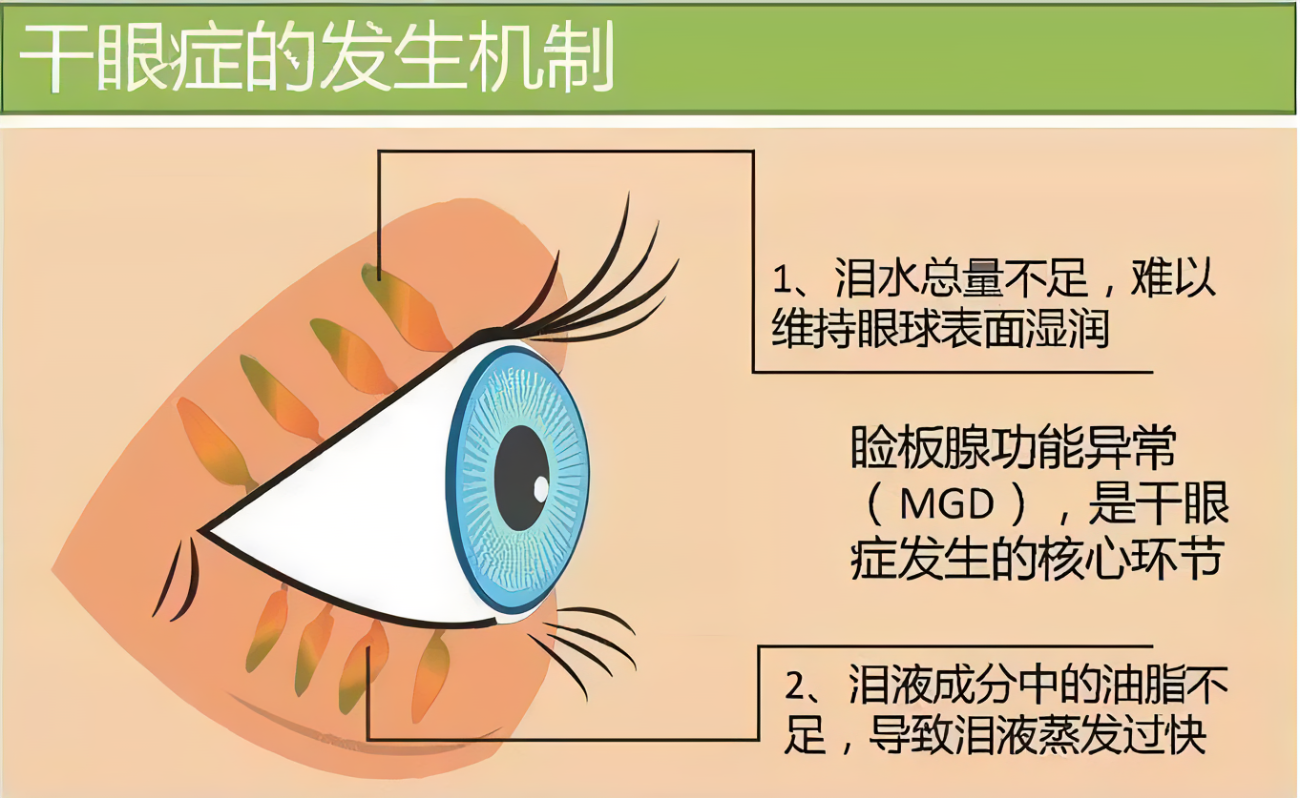 干眼症的发生机制
1、泪水总量不足，难以
维持眼球表面湿润
睑板腺功能异常
（MGD），是干眼
症发生的核心环节
2、泪液成分中的油脂不
足，导致泪液蒸发过快